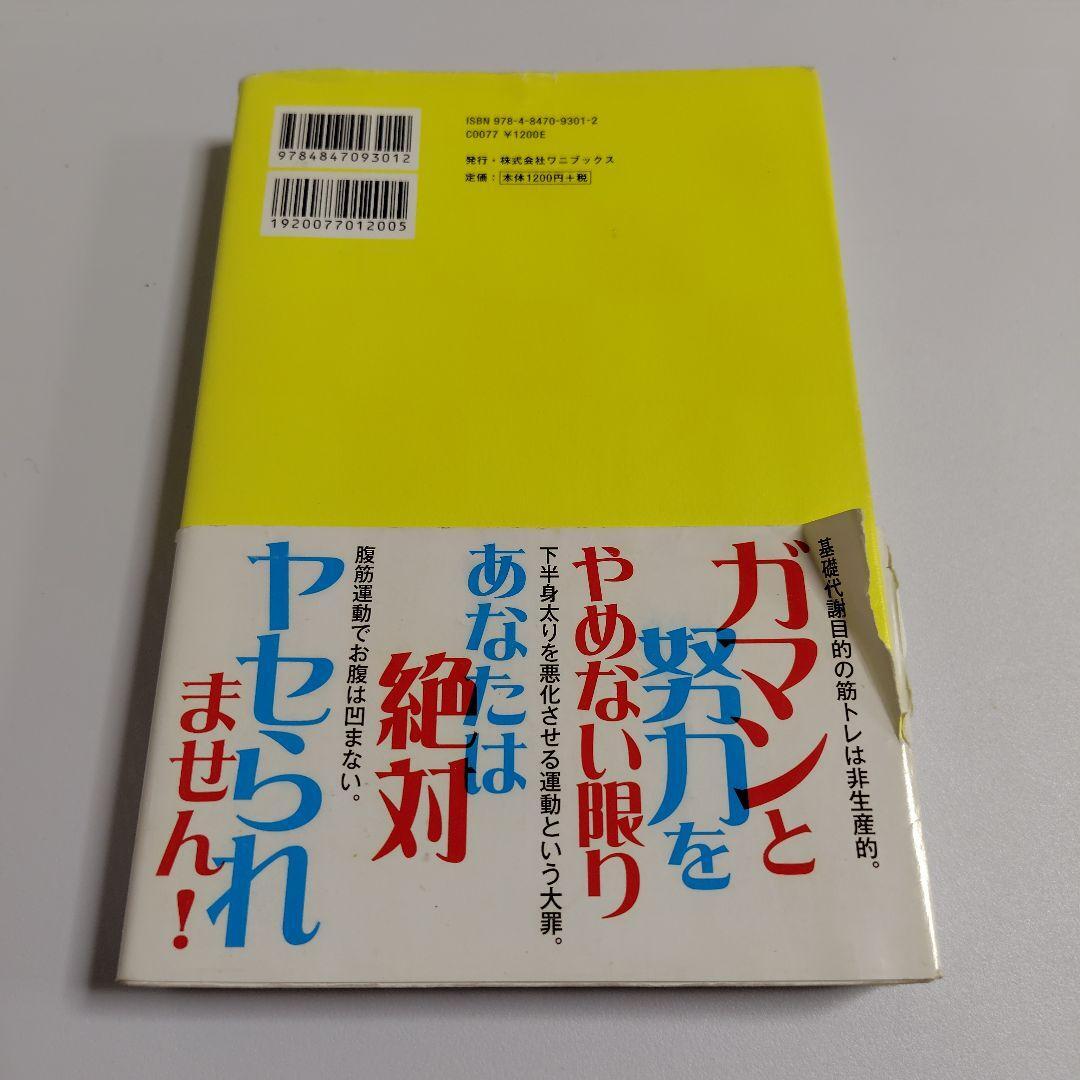 9784847093012
1920077012005
ISBN 978-4-8470-9301-2
C0077 ¥1200E
発行・株式会社ワニブックス
定価： 本体1200円＋税
基礎代謝目的の筋トレは非生産的。
ガマンと
努力を
やめない限り
下半身太りを悪化させる運動という大罪。
あなたは
絶対
腹筋運動でお腹は凹まない。
ヤセられ
ません！